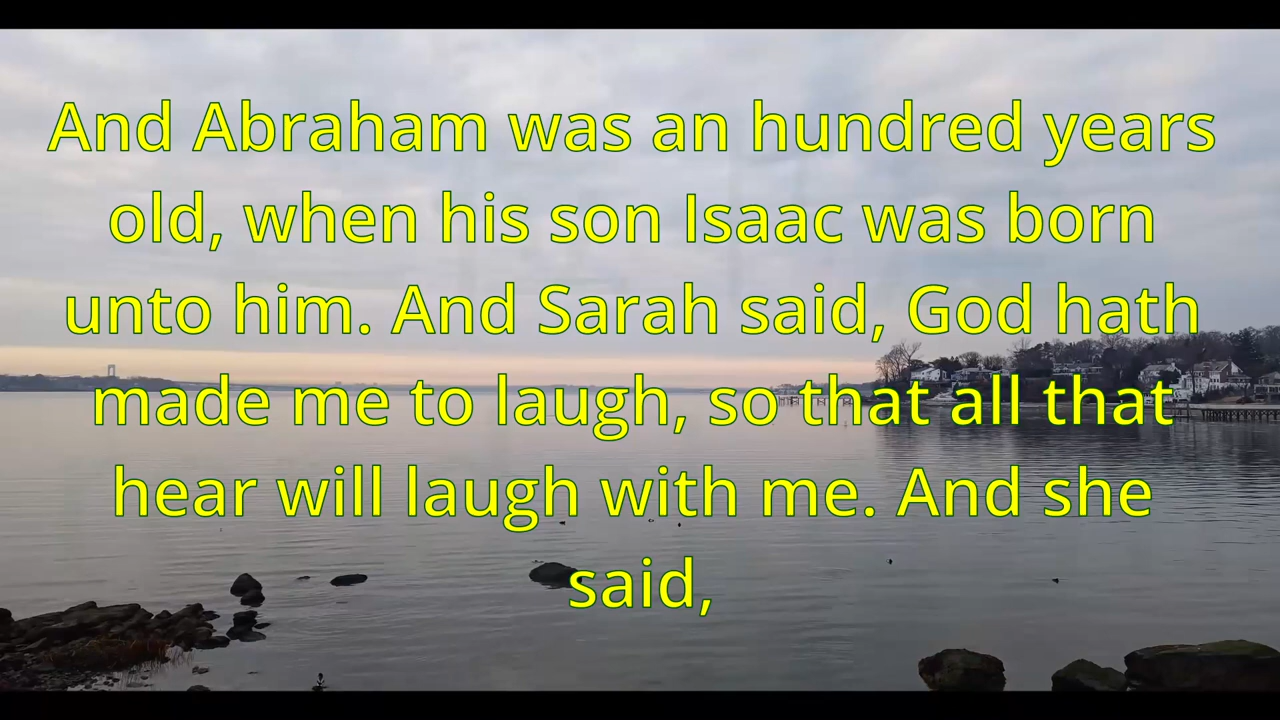 And Abraham was an hundred years
old, when his son Isaac was born
unto him. And Sarah said, God hath
made me to laugh, so that all that
hear will laugh with me. And she
said,